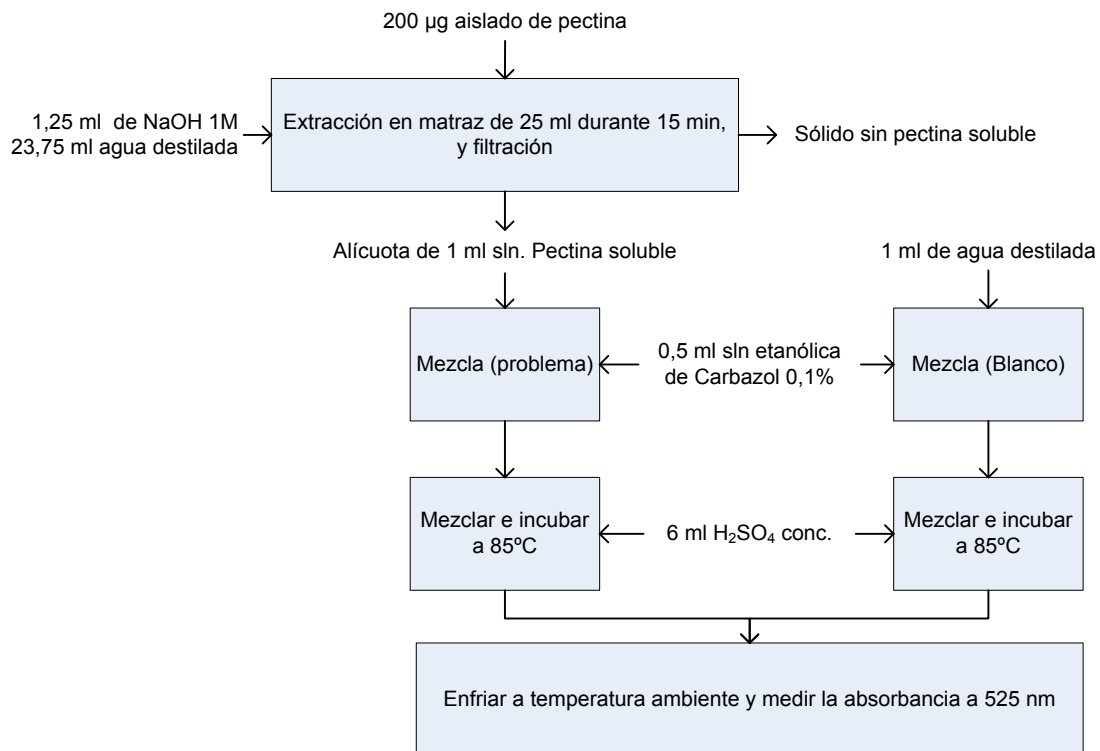 200 µg aislado de pectina
1,25 ml de NaOH 1M
23,75 ml agua destilada
Extracción en matraz de 25 ml durante 15 min,
y filtración
Sólido sin pectina soluble
Alícuota de 1 ml sln. Pectina soluble
1 ml de agua destilada
Mezcla (problema)
0,5 ml sln etanólica
de Carbazol 0,1%
Mezcla (Blanco)
Mezclar e incubar
a 85ºC
6 ml H₂SO₄ conc.
Mezclar e incubar
a 85ºC
Enfriar a temperatura ambiente y medir la absorbancia a 525 nm